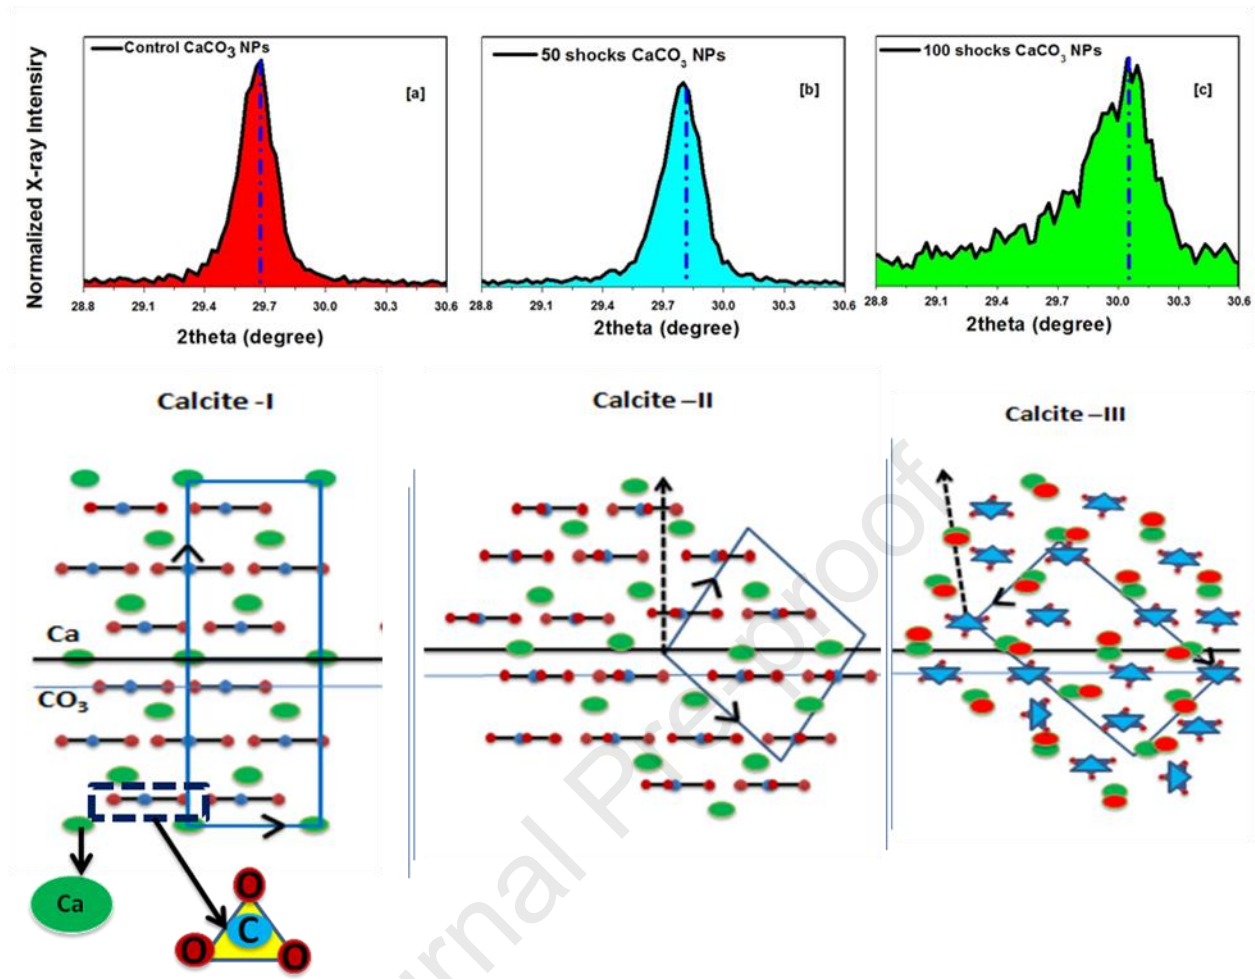 Control CaCO3 NPs
[a]
50 shocks CaCO3 NPs
[b]
100 shocks CaCO3 NPs
[c]
Normalized X-ray Intensiry
28.8 29.1 29.4 29.7 30.0 30.3 30.6
28.8 29.1 29.4 29.7 30.0 30.3 30.6
28.8 29.1 29.4 29.7 30.0 30.3 30.6
2theta (degree)
2theta (degree)
2theta (degree)
Calcite -I
Calcite –II
Calcite –III
Ca
CO3
Ca
O
C
O
O
urnal Pre-proof